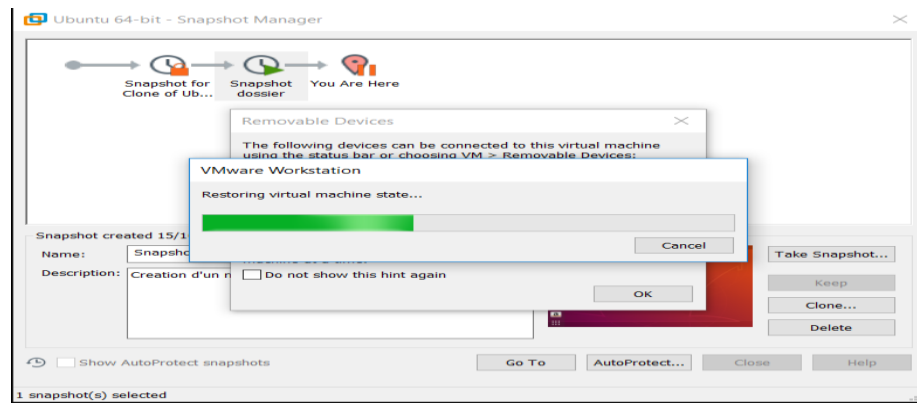 Ubuntu 64-bit - Snapshot Manager
Snapshot for
Clone of Ub...
Snapshot
dossier
You Are Here
Removable Devices
The following devices can be connected to this virtual machine
using the status bar or choosing VM > Removable Devices:
VMware Workstation
Restoring virtual machine state...
Cancel
Snapshot created 15/1
Name:
Snapsho
Description:
Creation d'un
Do not show this hint again
OK
Take Snapshot...
Keep
Clone...
Delete
Show AutoProtect snapshots
Go To
AutoProtect...
Close
Help
1 snapshot(s) selected